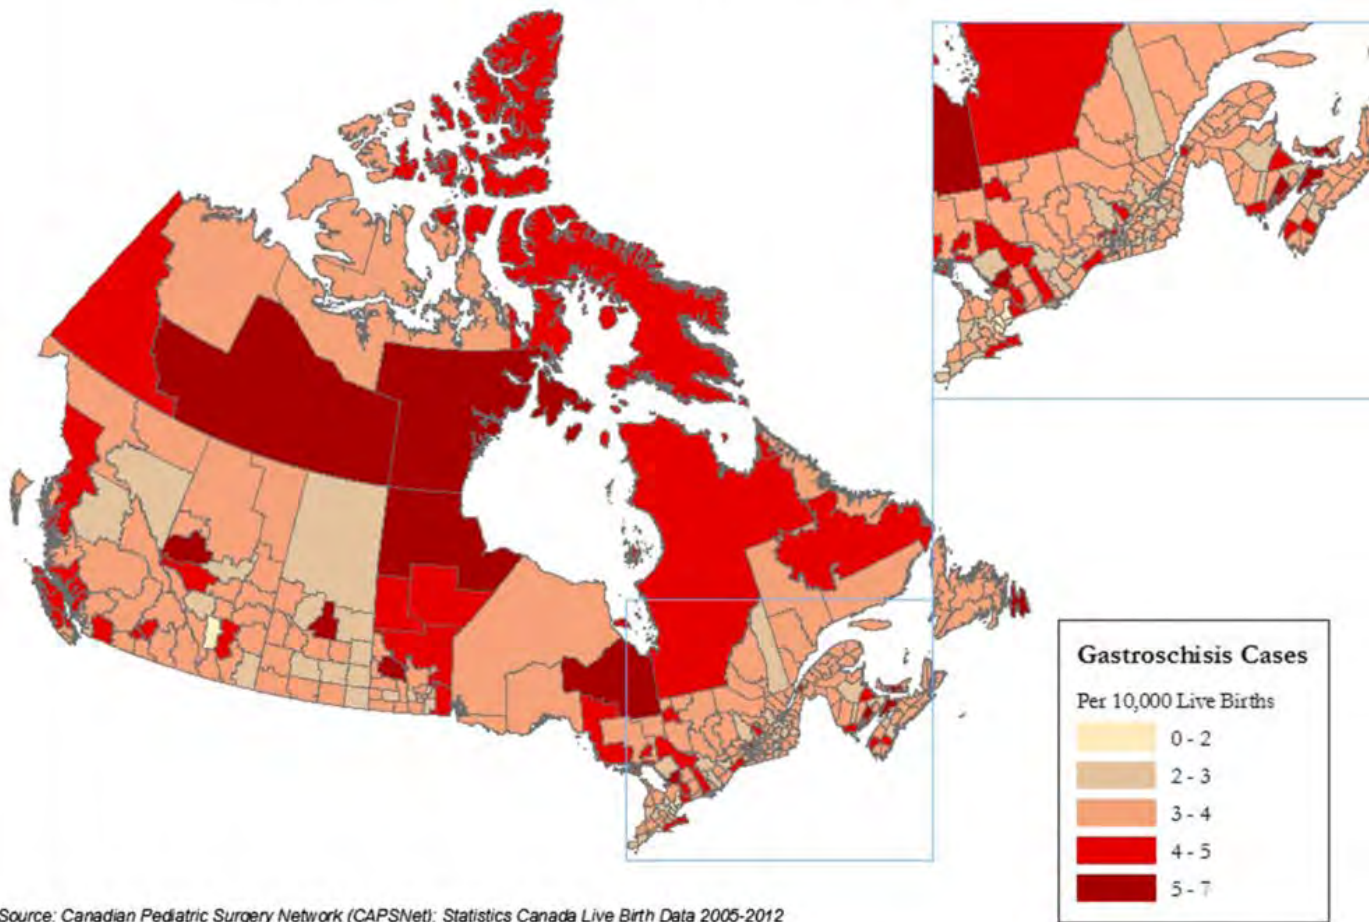 Gastroschisis Cases
Per 10,000 Live Births
0 - 2
2 - 3
3 - 4
4 - 5
5 - 7
Source: Canadian Pediatric Surgery Network (CAPSNet); Statistics Canada Live Birth Data 2005-2012